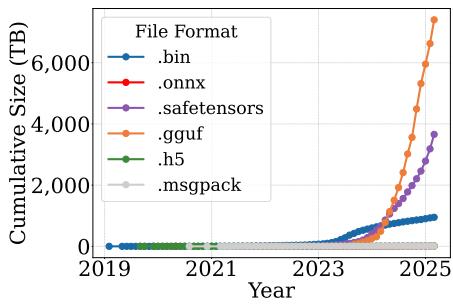 Cumulative Size (TB)
6,000
4,000
2,000
0
File Format
.bin
.onnx
.safetensors
.gguf
.h5
.msgpack
2019 2021 2023 2025
Year